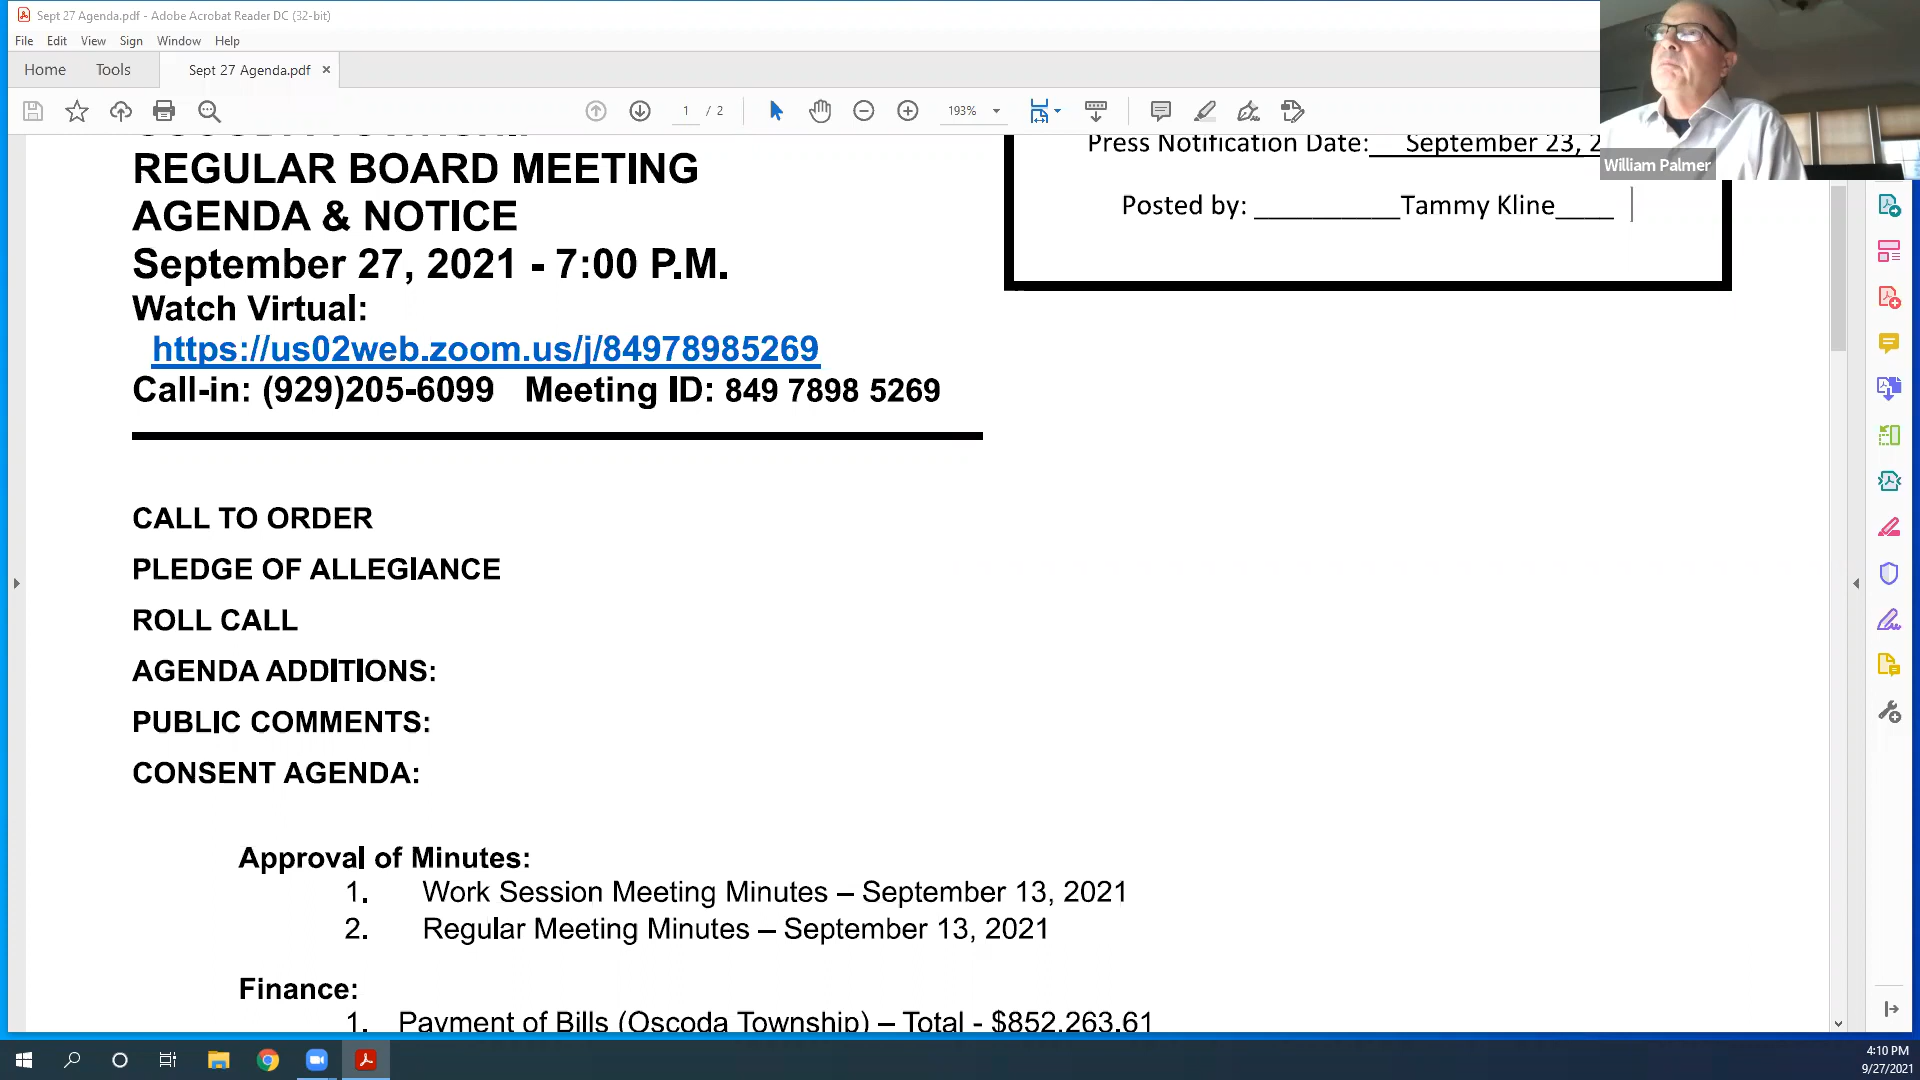 Sept 27 Agenda.pdf - Adobe Acrobat Reader DC (32-bit)
File Edit View Sign Window Help
Home Tools Sept 27 Agenda.pdf ×
1 / 2 193%
REGULAR BOARD MEETING
AGENDA & NOTICE
September 27, 2021 - 7:00 P.M.
Watch Virtual:
https://us02web.zoom.us/j/84978985269
Call-in: (929)205-6099 Meeting ID: 849 7898 5269
Press Notification Date: September 23, 2
Posted by: ___________Tammy Kline____
William Palmer
CALL TO ORDER
PLEDGE OF ALLEGIANCE
ROLL CALL
AGENDA ADDITIONS:
PUBLIC COMMENTS:
CONSENT AGENDA:
Approval of Minutes:
1. Work Session Meeting Minutes – September 13, 2021
2. Regular Meeting Minutes – September 13, 2021
Finance:
1. Payment of Bills (Oscoda Township) – Total - $852,263.61
4:10 PM
9/27/2021